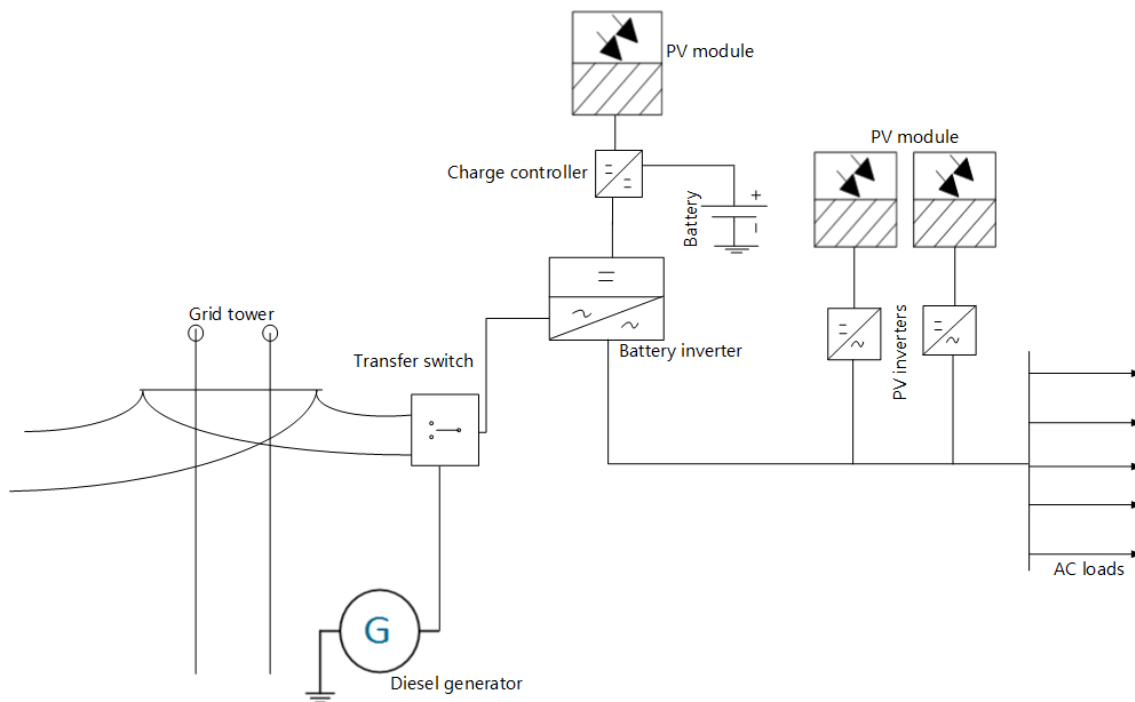 PV module
PV module
Charge controller
Battery
+
−
Grid tower
PV inverters
Battery inverter
Transfer switch
AC loads
G
Diesel generator